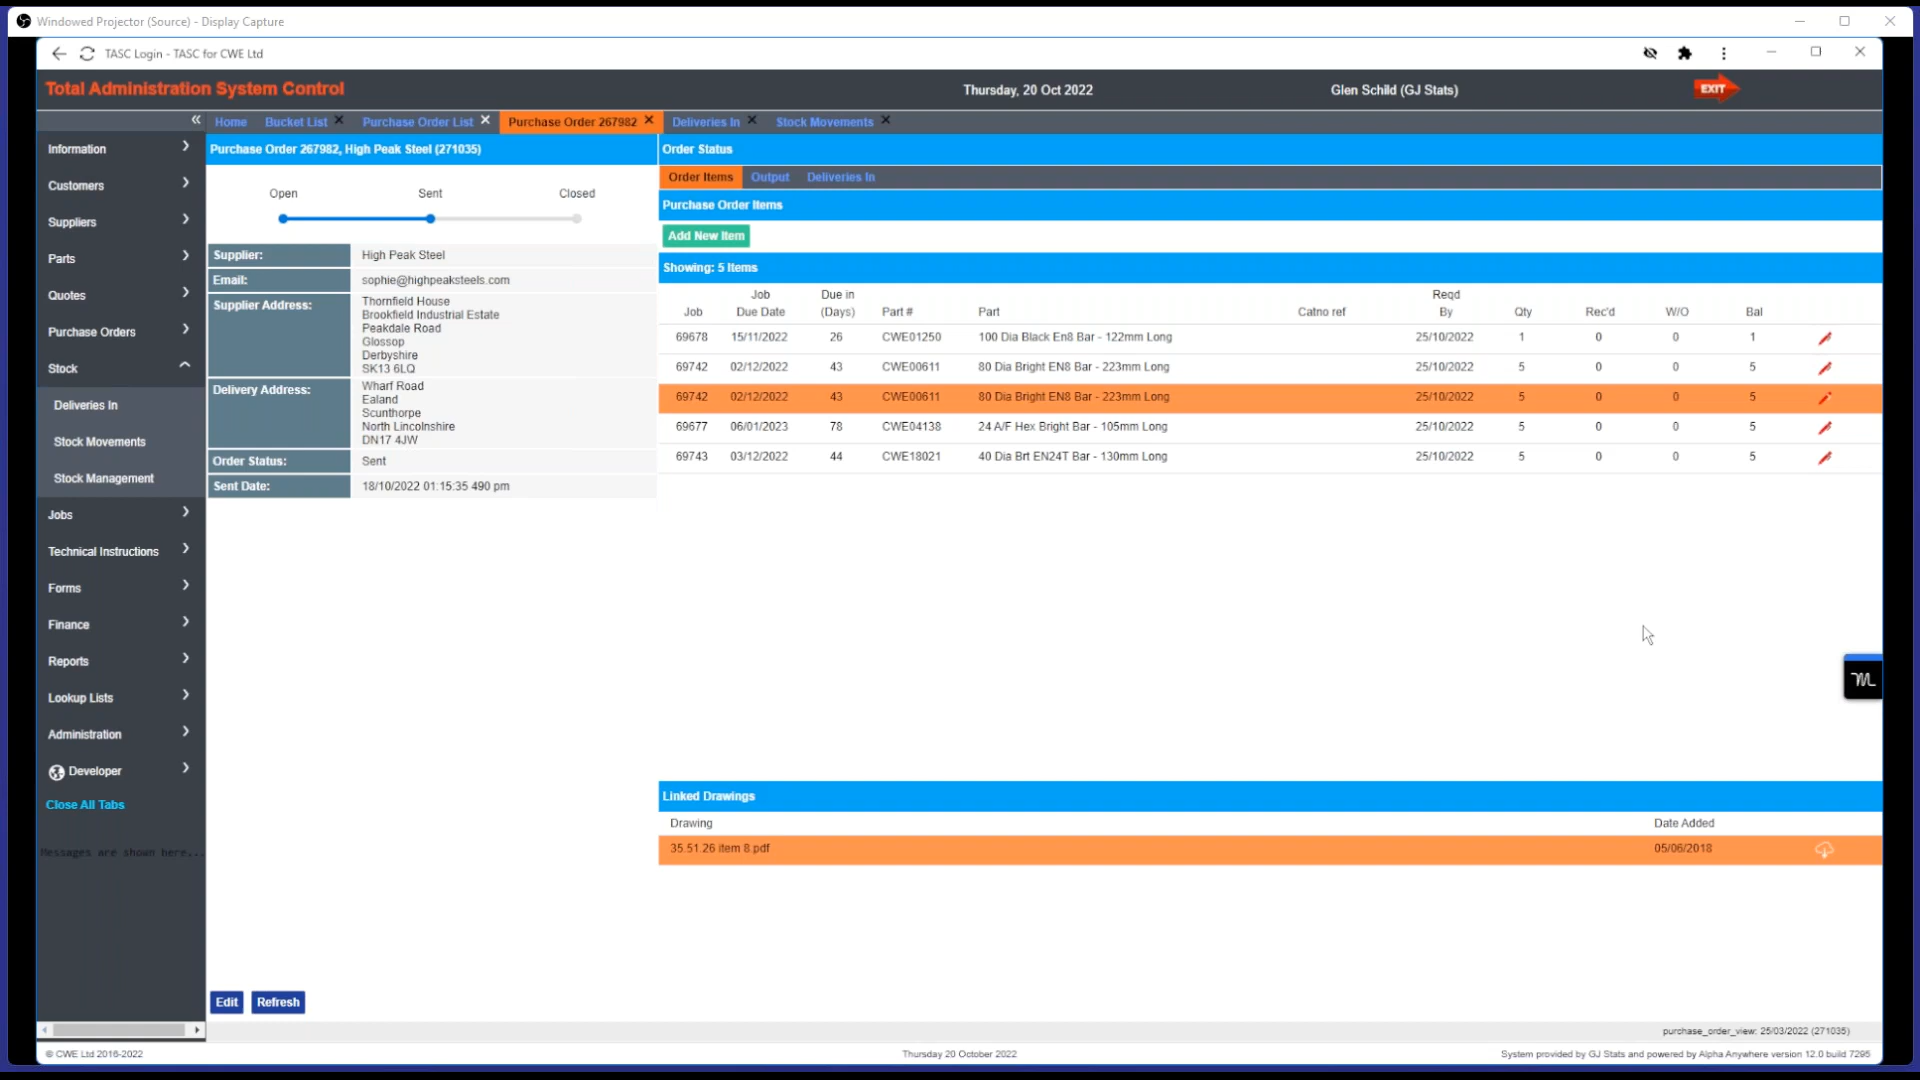 Windowed Projector (Source) - Display Capture
TASC Login - TASC for CWE Ltd
Total Administration System Control
Thursday, 20 Oct 2022
Glen Schild (GJ Stats)
EXIT
«
Home
Bucket List
Purchase Order List
Purchase Order 267982
Deliveries In
Stock Movements
Information
Customers
Suppliers
Parts
Quotes
Purchase Orders
Stock
Deliveries In
Stock Movements
Stock Management
Jobs
Technical Instructions
Forms
Finance
Reports
Lookup Lists
Administration
Developer
Close All Tabs
Messages are shown here...
Purchase Order 267982, High Peak Steel (271035)
Open Sent Closed
Supplier: High Peak Steel
Email: sophie@highpeaksteels.com
Supplier Address: Thornfield House
Brookfield Industrial Estate
Peakdale Road
Glossop
Derbyshire
SK13 6LQ
Delivery Address: Wharf Road
Ealand
Scunthorpe
North Lincolnshire
DN17 4JW
Order Status: Sent
Sent Date: 18/10/2022 01:15:35 490 pm
Edit Refresh
Order Status
Order Items Output Deliveries In
Purchase Order Items
Add New Item
Showing: 5 Items
Job Due in Reqd
Job Due Date (Days) Part # Part Catno ref By Qty Rec'd W/O Bal
69678 15/11/2022 26 CWE01250 100 Dia Black En8 Bar - 122mm Long 25/10/2022 1 0 0 1
69742 02/12/2022 43 CWE00611 80 Dia Bright EN8 Bar - 223mm Long 25/10/2022 5 0 0 5
69742 02/12/2022 43 CWE00611 80 Dia Bright EN8 Bar - 223mm Long 25/10/2022 5 0 0 5
69677 06/01/2023 78 CWE04138 24 A/F Hex Bright Bar - 105mm Long 25/10/2022 5 0 0 5
69743 03/12/2022 44 CWE18021 40 Dia Brt EN24T Bar - 130mm Long 25/10/2022 5 0 0 5
Linked Drawings
Drawing Date Added
35.51.26 item 8.pdf 05/06/2018
purchase_order_view: 25/03/2022 (271035)
© CWE Ltd 2016-2022
Thursday 20 October 2022
System provided by GJ Stats and powered by Alpha Anywhere version 12.0 build 7295